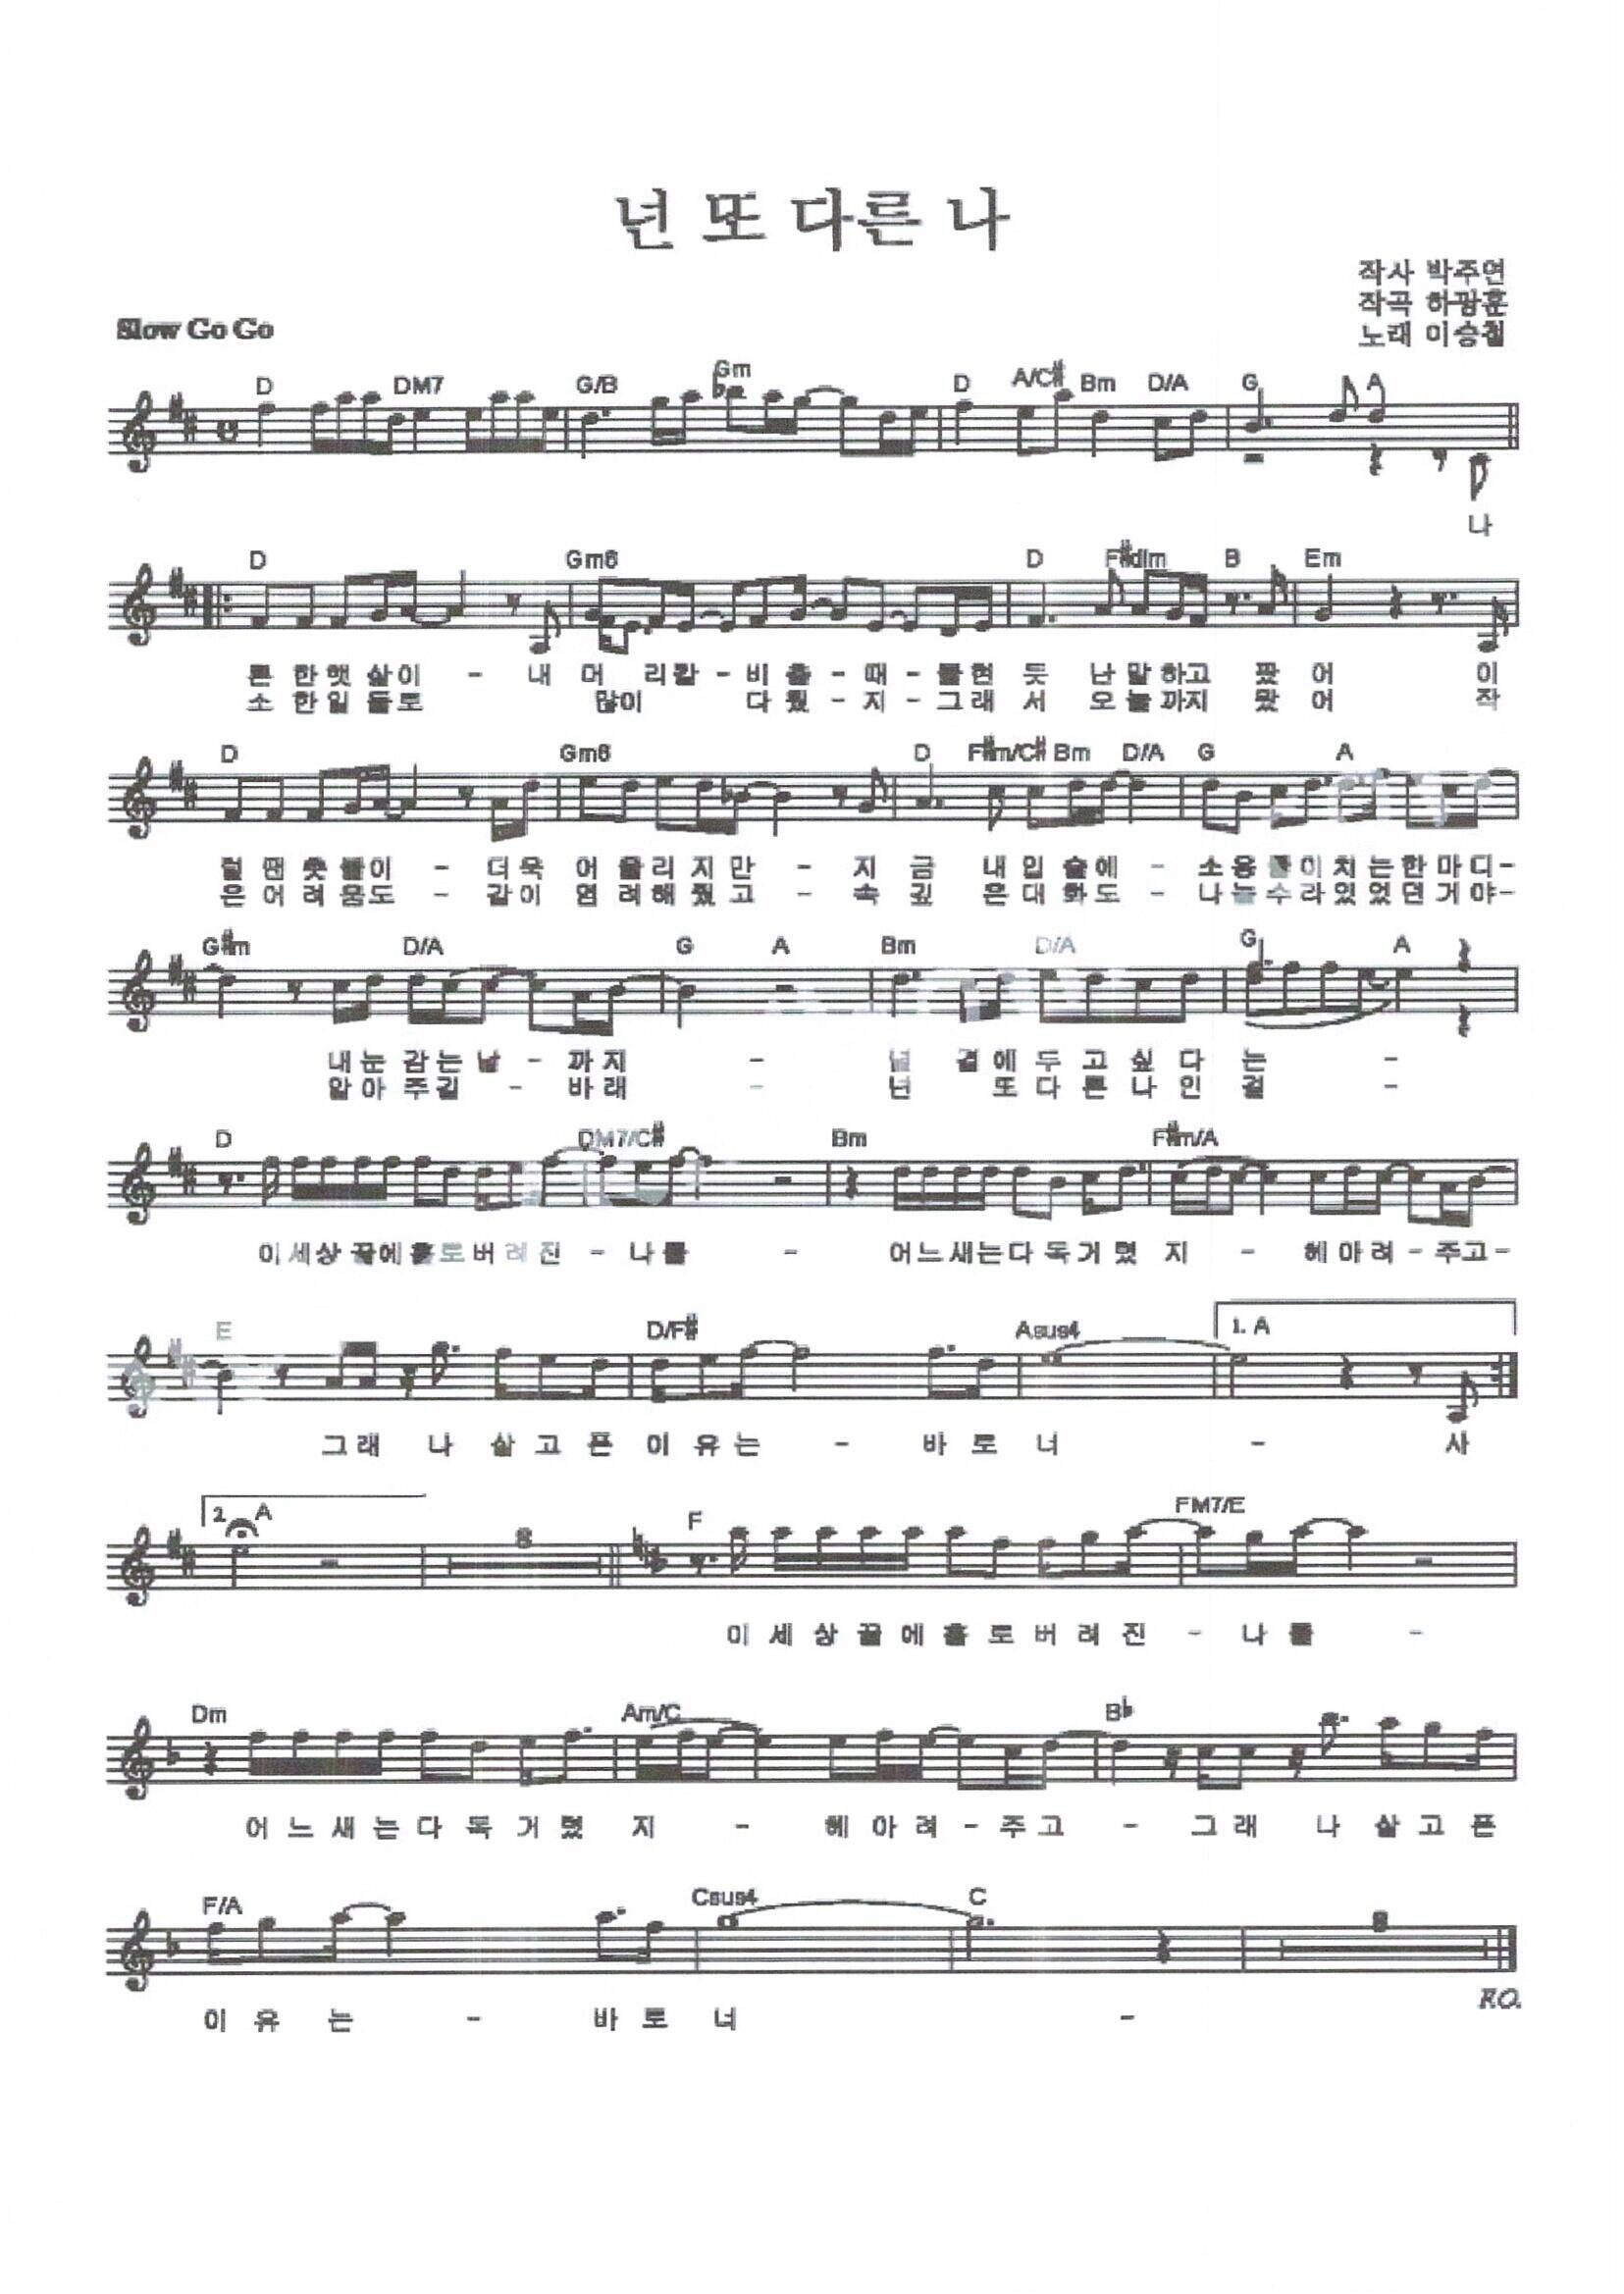 넌 또 다른 나
작사 박주연
작곡 하광훈
노래 이승철
Slow Go Go
D DM7 G/B Gm D A/C# Bm D/A G A
나
D Gm6 D F#dim B Em
른 한 햇 살 이 - 내 머 리 칼 - 비 출 - 때 - 듯 난 말 하 고 팠 어 이
소 한 일 들 로 많 이 다 퉜 - 지 - 그 래 서 오 늘 까 지 왔 어 작
D Gm6 D F#m/C# Bm D/A G A
럴 땐 촛 불 이 - 더 욱 어 울 리 지 만 - 지 금 내 입 술 에 - 소 용 돌 이 치 는 한 마 디 -
은 어 려 움 도 - 같 이 염 려 해 줬 고 - 속 깊 은 대 화 도 - 나 눌 수 라 있 었 던 거 야 -
G#m D/A G A Bm D/A G A
내 눈 감 는 날 - 까 지 - 널 곁 에 두 고 싶 다 는 -
알 아 주 길 - 바 래 - 넌 또 다 른 나 인 걸 -
D DM7/C# Bm F#m/A
이 세 상 끝 에 홀 로 버 려 진 - 나 를 - 어 느 새 는 다 독 거 렸 지 - 헤 아 려 - 주 고 -
E D/F# Asus4 1. A
그 래 나 살 고 픈 이 유 는 - 바 로 너 - 사
2. A 8 F FM7/E
이 세 상 끝 에 홀 로 버 려 진 - 나 를 -
Dm Am/C B♭
어 느 새 는 다 독 거 렸 지 - 헤 아 려 - 주 고 - 그 래 나 살 고 픈
F/A Csus4 C 8
F.O.
이 유 는 - 바 로 너 -